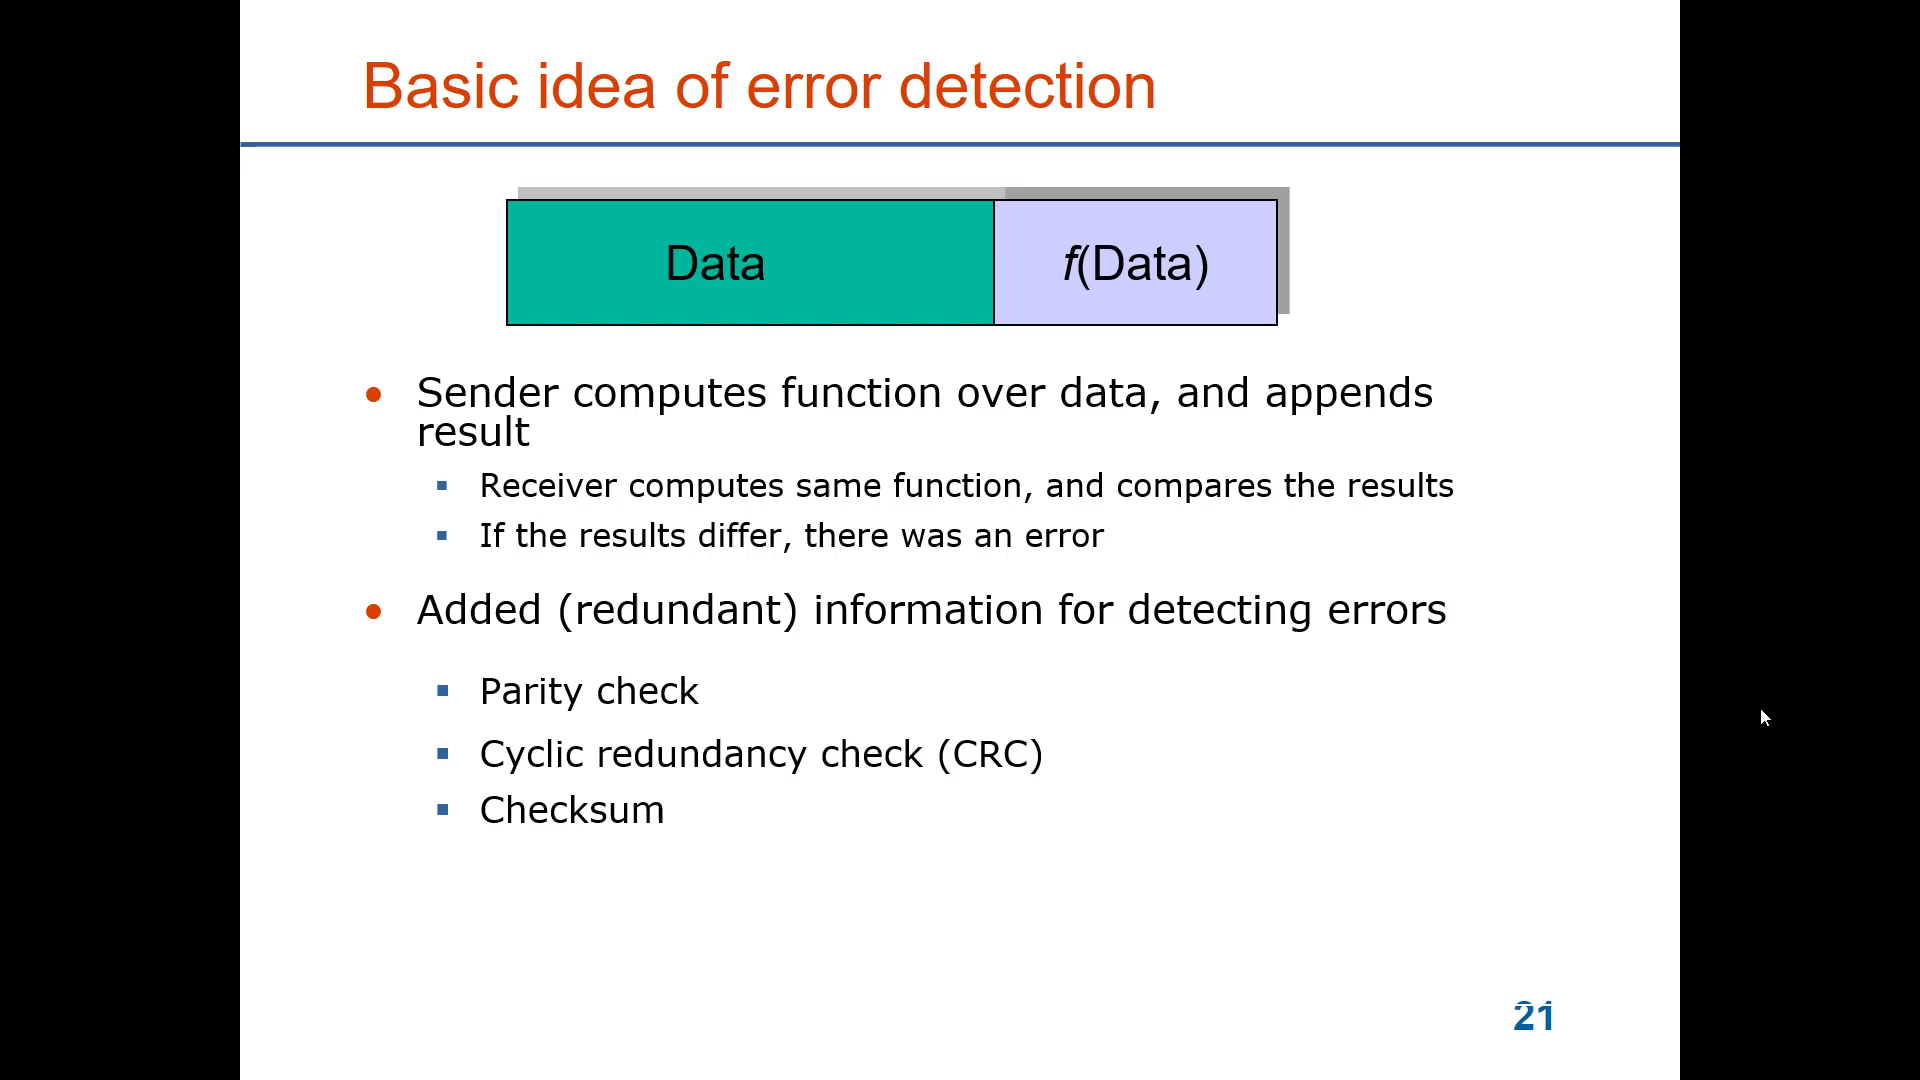 Basic idea of error detection
Data
f(Data)
• Sender computes function over data, and appends
result
▪ Receiver computes same function, and compares the results
▪ If the results differ, there was an error
• Added (redundant) information for detecting errors
▪ Parity check
▪ Cyclic redundancy check (CRC)
▪ Checksum
21